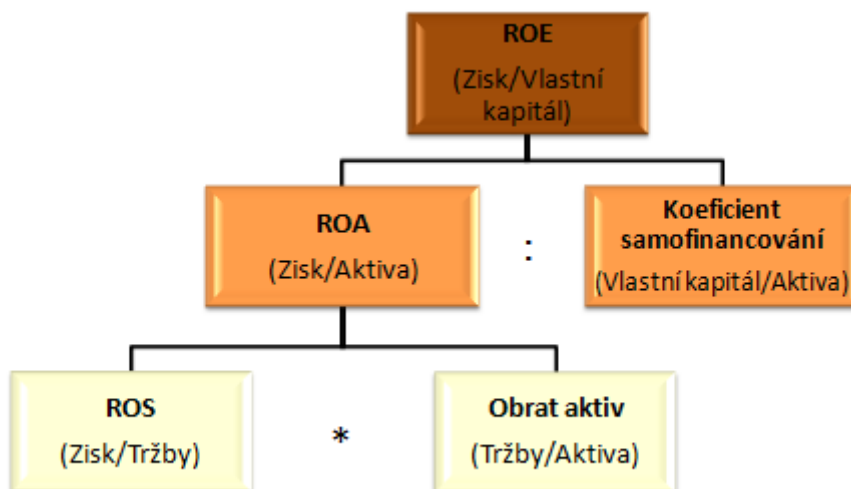 ROE
(Zisk/Vlastní
kapitál)
ROA
(Zisk/Aktiva)
:
Koeficient
samofinancování
(Vlastní kapitál/Aktiva)
ROS
(Zisk/Tržby)
*
Obrat aktiv
(Tržby/Aktiva)